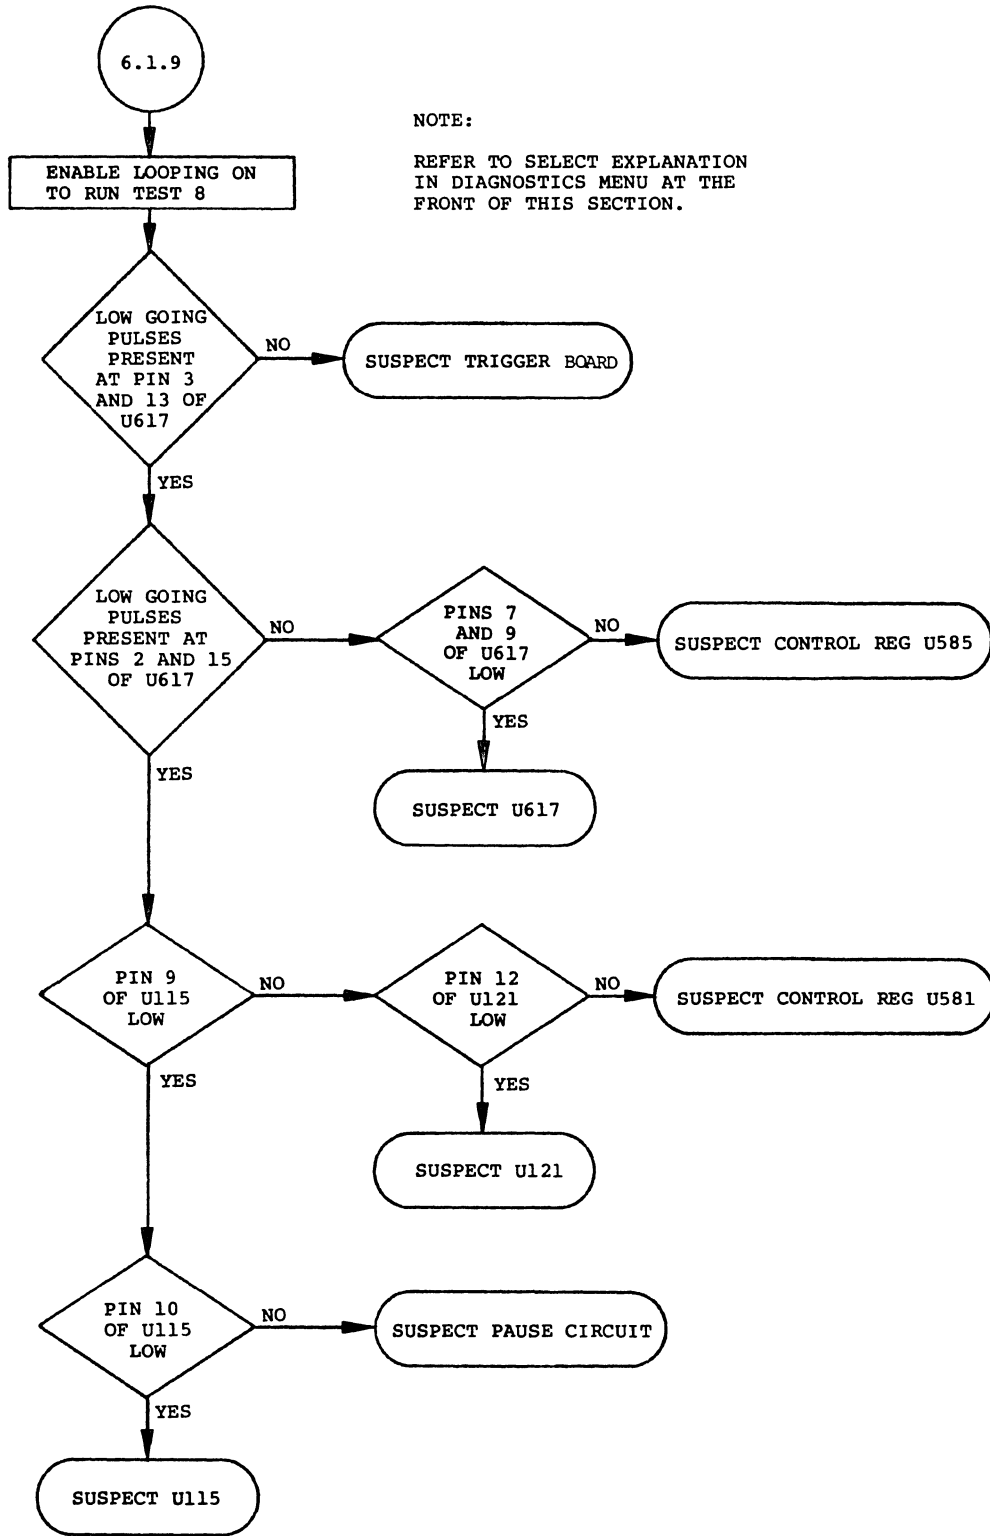 6.1.9
NOTE:
REFER TO SELECT EXPLANATION
IN DIAGNOSTICS MENU AT THE
FRONT OF THIS SECTION.
ENABLE LOOPING ON
TO RUN TEST 8
LOW GOING
PULSES
PRESENT
AT PIN 3
AND 13 OF
U617
NO
SUSPECT TRIGGER BOARD
YES
LOW GOING
PULSES
PRESENT AT
PINS 2 AND 15
OF U617
NO
PINS 7
AND 9
OF U617
LOW
NO
SUSPECT CONTROL REG U585
YES
SUSPECT U617
YES
PIN 9
OF U115
LOW
NO
PIN 12
OF U121
LOW
NO
SUSPECT CONTROL REG U581
YES
SUSPECT U121
YES
PIN 10
OF U115
LOW
NO
SUSPECT PAUSE CIRCUIT
YES
SUSPECT U115